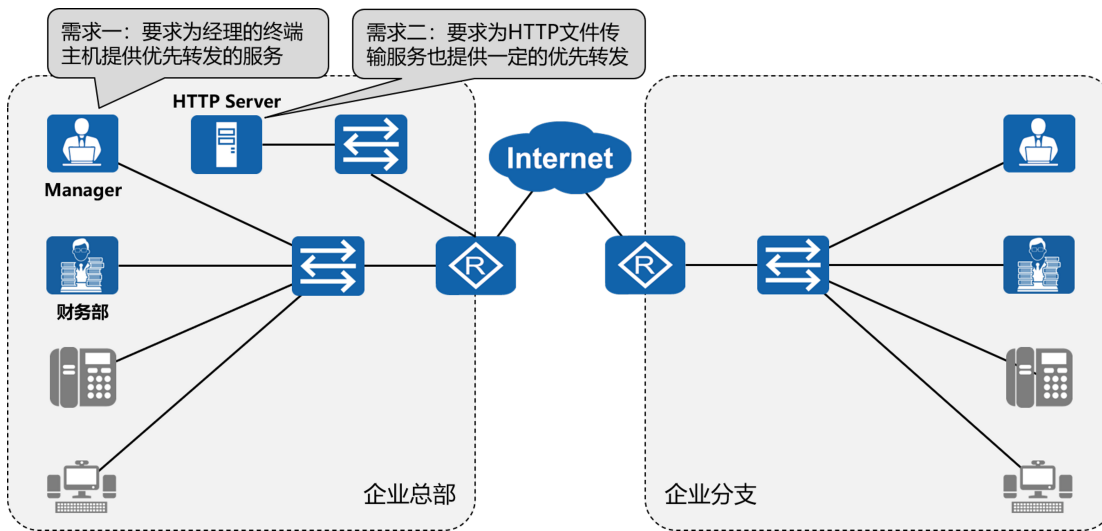 需求一：要求为经理的终端
主机提供优先转发的服务
需求二：要求为HTTP文件传
输服务也提供一定的优先转发
HTTP Server
Manager
Internet
R
R
财务部
企业总部
企业分支